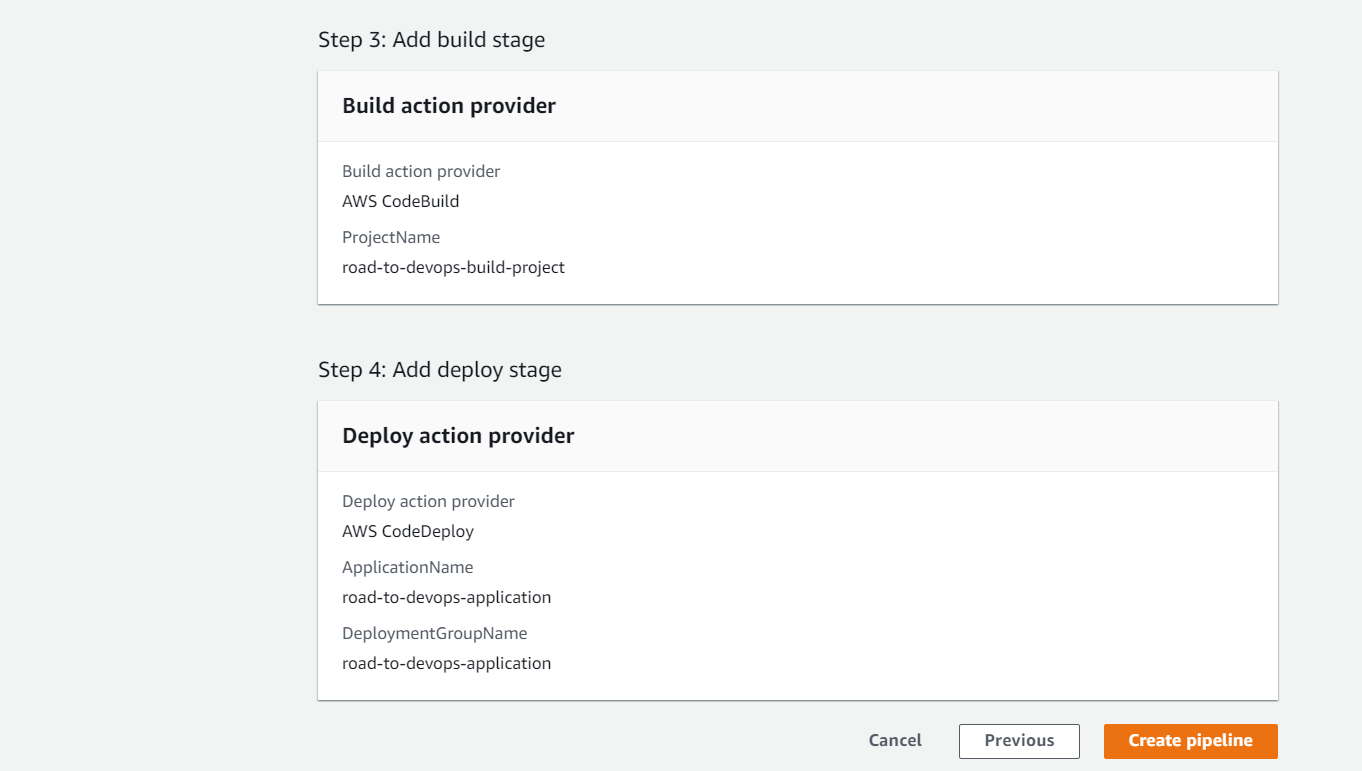 Step 3: Add build stage
Build action provider
Build action provider
AWS CodeBuild
ProjectName
road-to-devops-build-project
Step 4: Add deploy stage
Deploy action provider
Deploy action provider
AWS CodeDeploy
ApplicationName
road-to-devops-application
DeploymentGroupName
road-to-devops-application
Cancel Previous Create pipeline